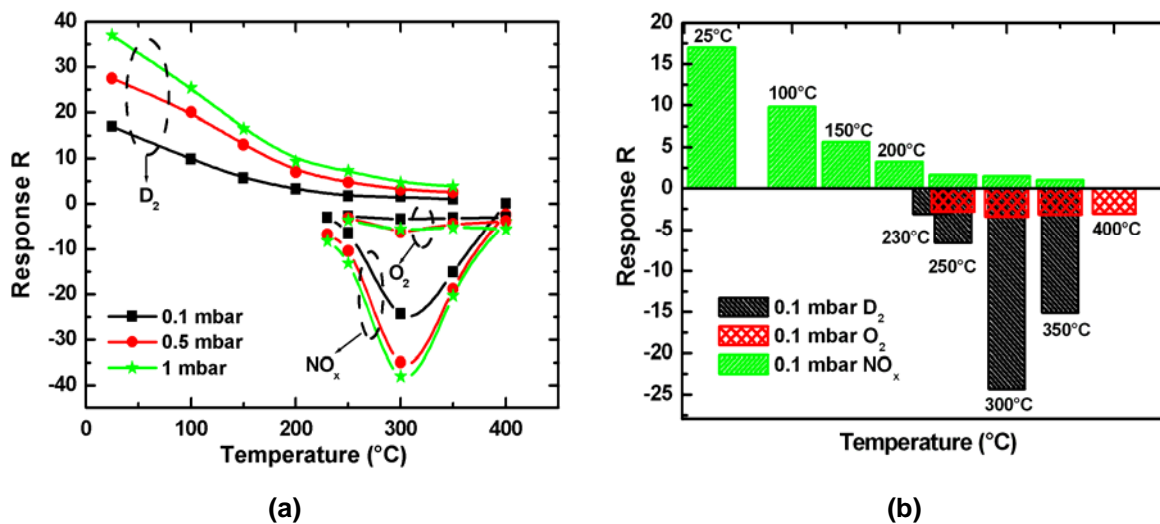 40
30
20
10
0
-10
-20
-30
-40
Response R
D₂
O₂
NOₓ
0.1 mbar
0.5 mbar
1 mbar
0 100 200 300 400
Temperature (°C)
(a)
20
15
10
5
0
-5
-10
-15
-20
-25
Response R
25°C
100°C
150°C
200°C
230°C
250°C
300°C
350°C
400°C
0.1 mbar D₂
0.1 mbar O₂
0.1 mbar NOₓ
Temperature (°C)
(b)